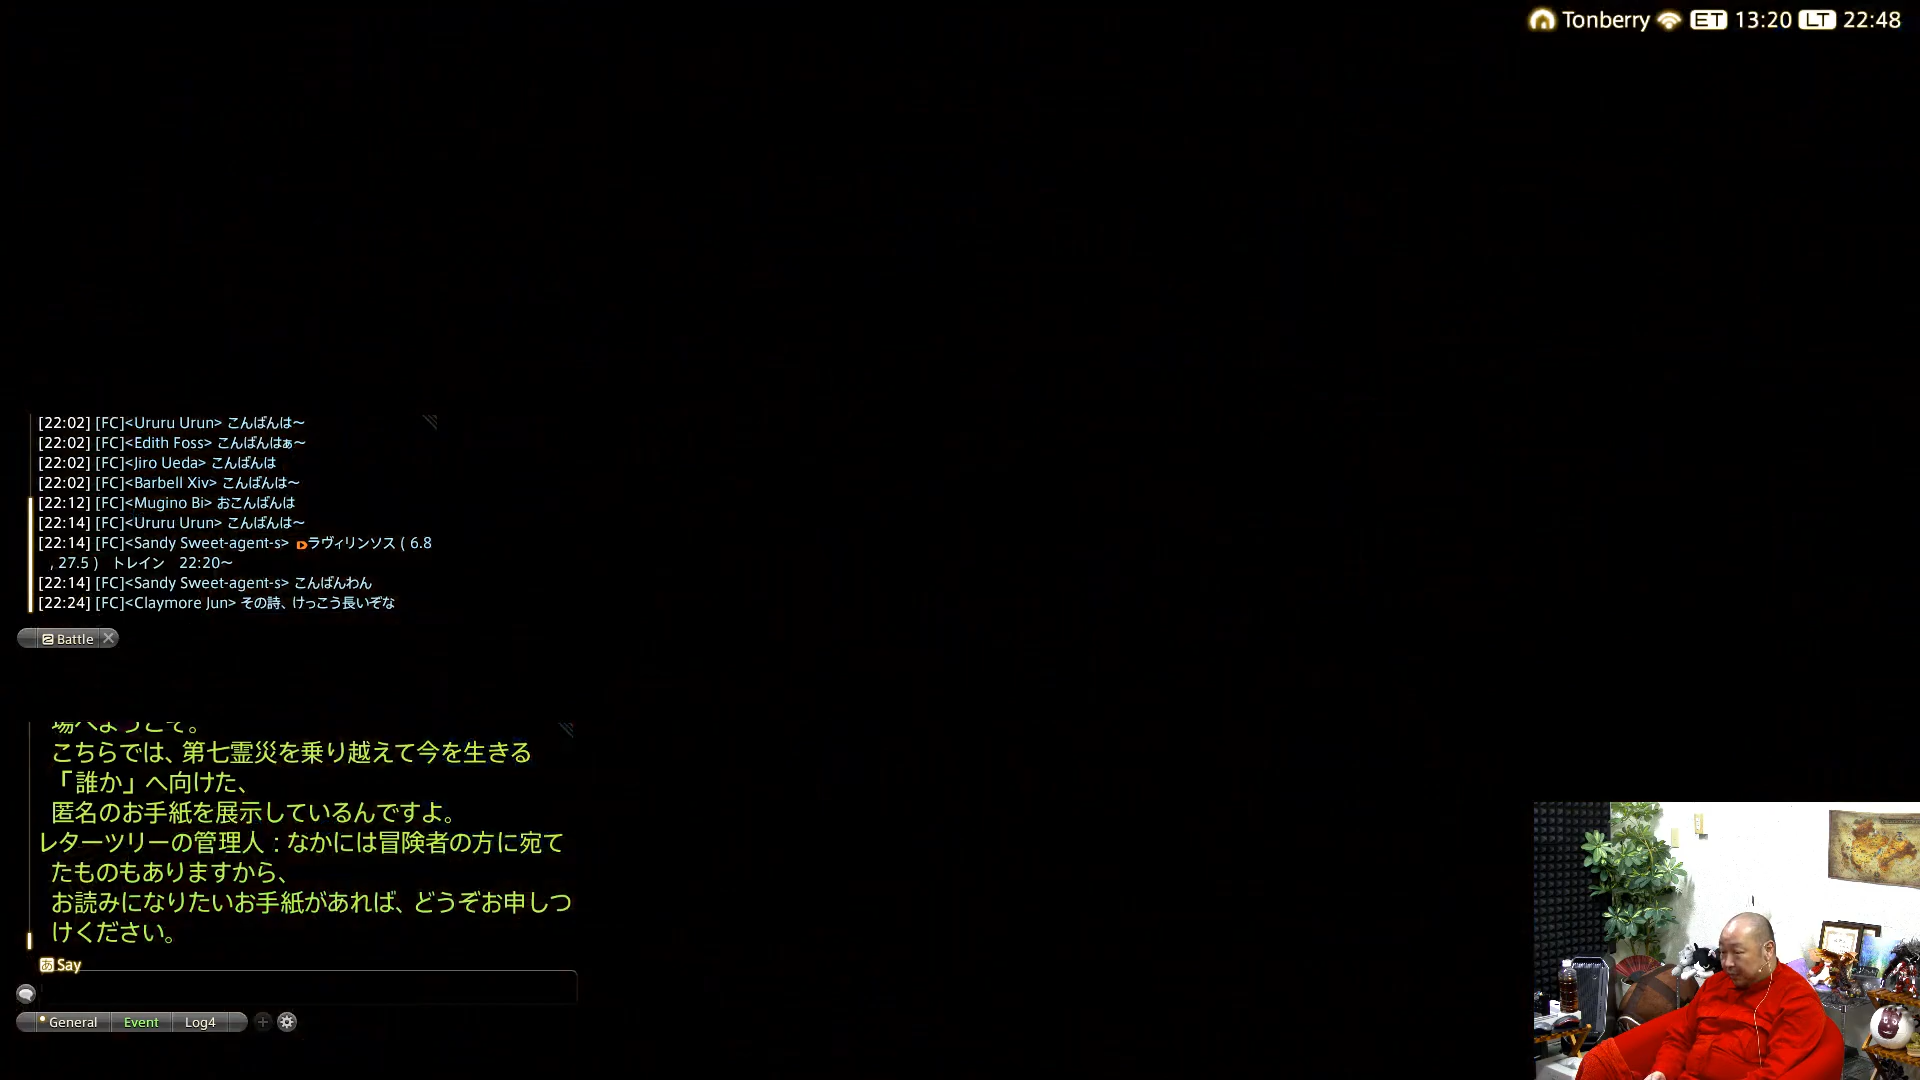 Tonberry ET 13:20 LT 22:48
[22:02] [FC]<Ururu Urun> こんばんは～
[22:02] [FC]<Edith Foss> こんばんはぁ～
[22:02] [FC]<Jiro Ueda> こんばんは
[22:02] [FC]<Barbell Xiv> こんばんは～
[22:12] [FC]<Mugino Bi> おこんばんは
[22:14] [FC]<Ururu Urun> こんばんは～
[22:14] [FC]<Sandy Sweet-agent-s> ラヴィリンソス ( 6.8
, 27.5 )　トレイン　22:20～
[22:14] [FC]<Sandy Sweet-agent-s> こんばんわん
[22:24] [FC]<Claymore Jun> その詩、けっこう長いぞな
2 Battle
場へようこそ。
こちらでは、第七霊災を乗り越えて今を生きる
「誰か」へ向けた、
匿名のお手紙を展示しているんですよ。
レターツリーの管理人：なかには冒険者の方に宛て
たものもありますから、
お読みになりたいお手紙があれば、どうぞお申しつ
けください。
あ Say
General Event Log4